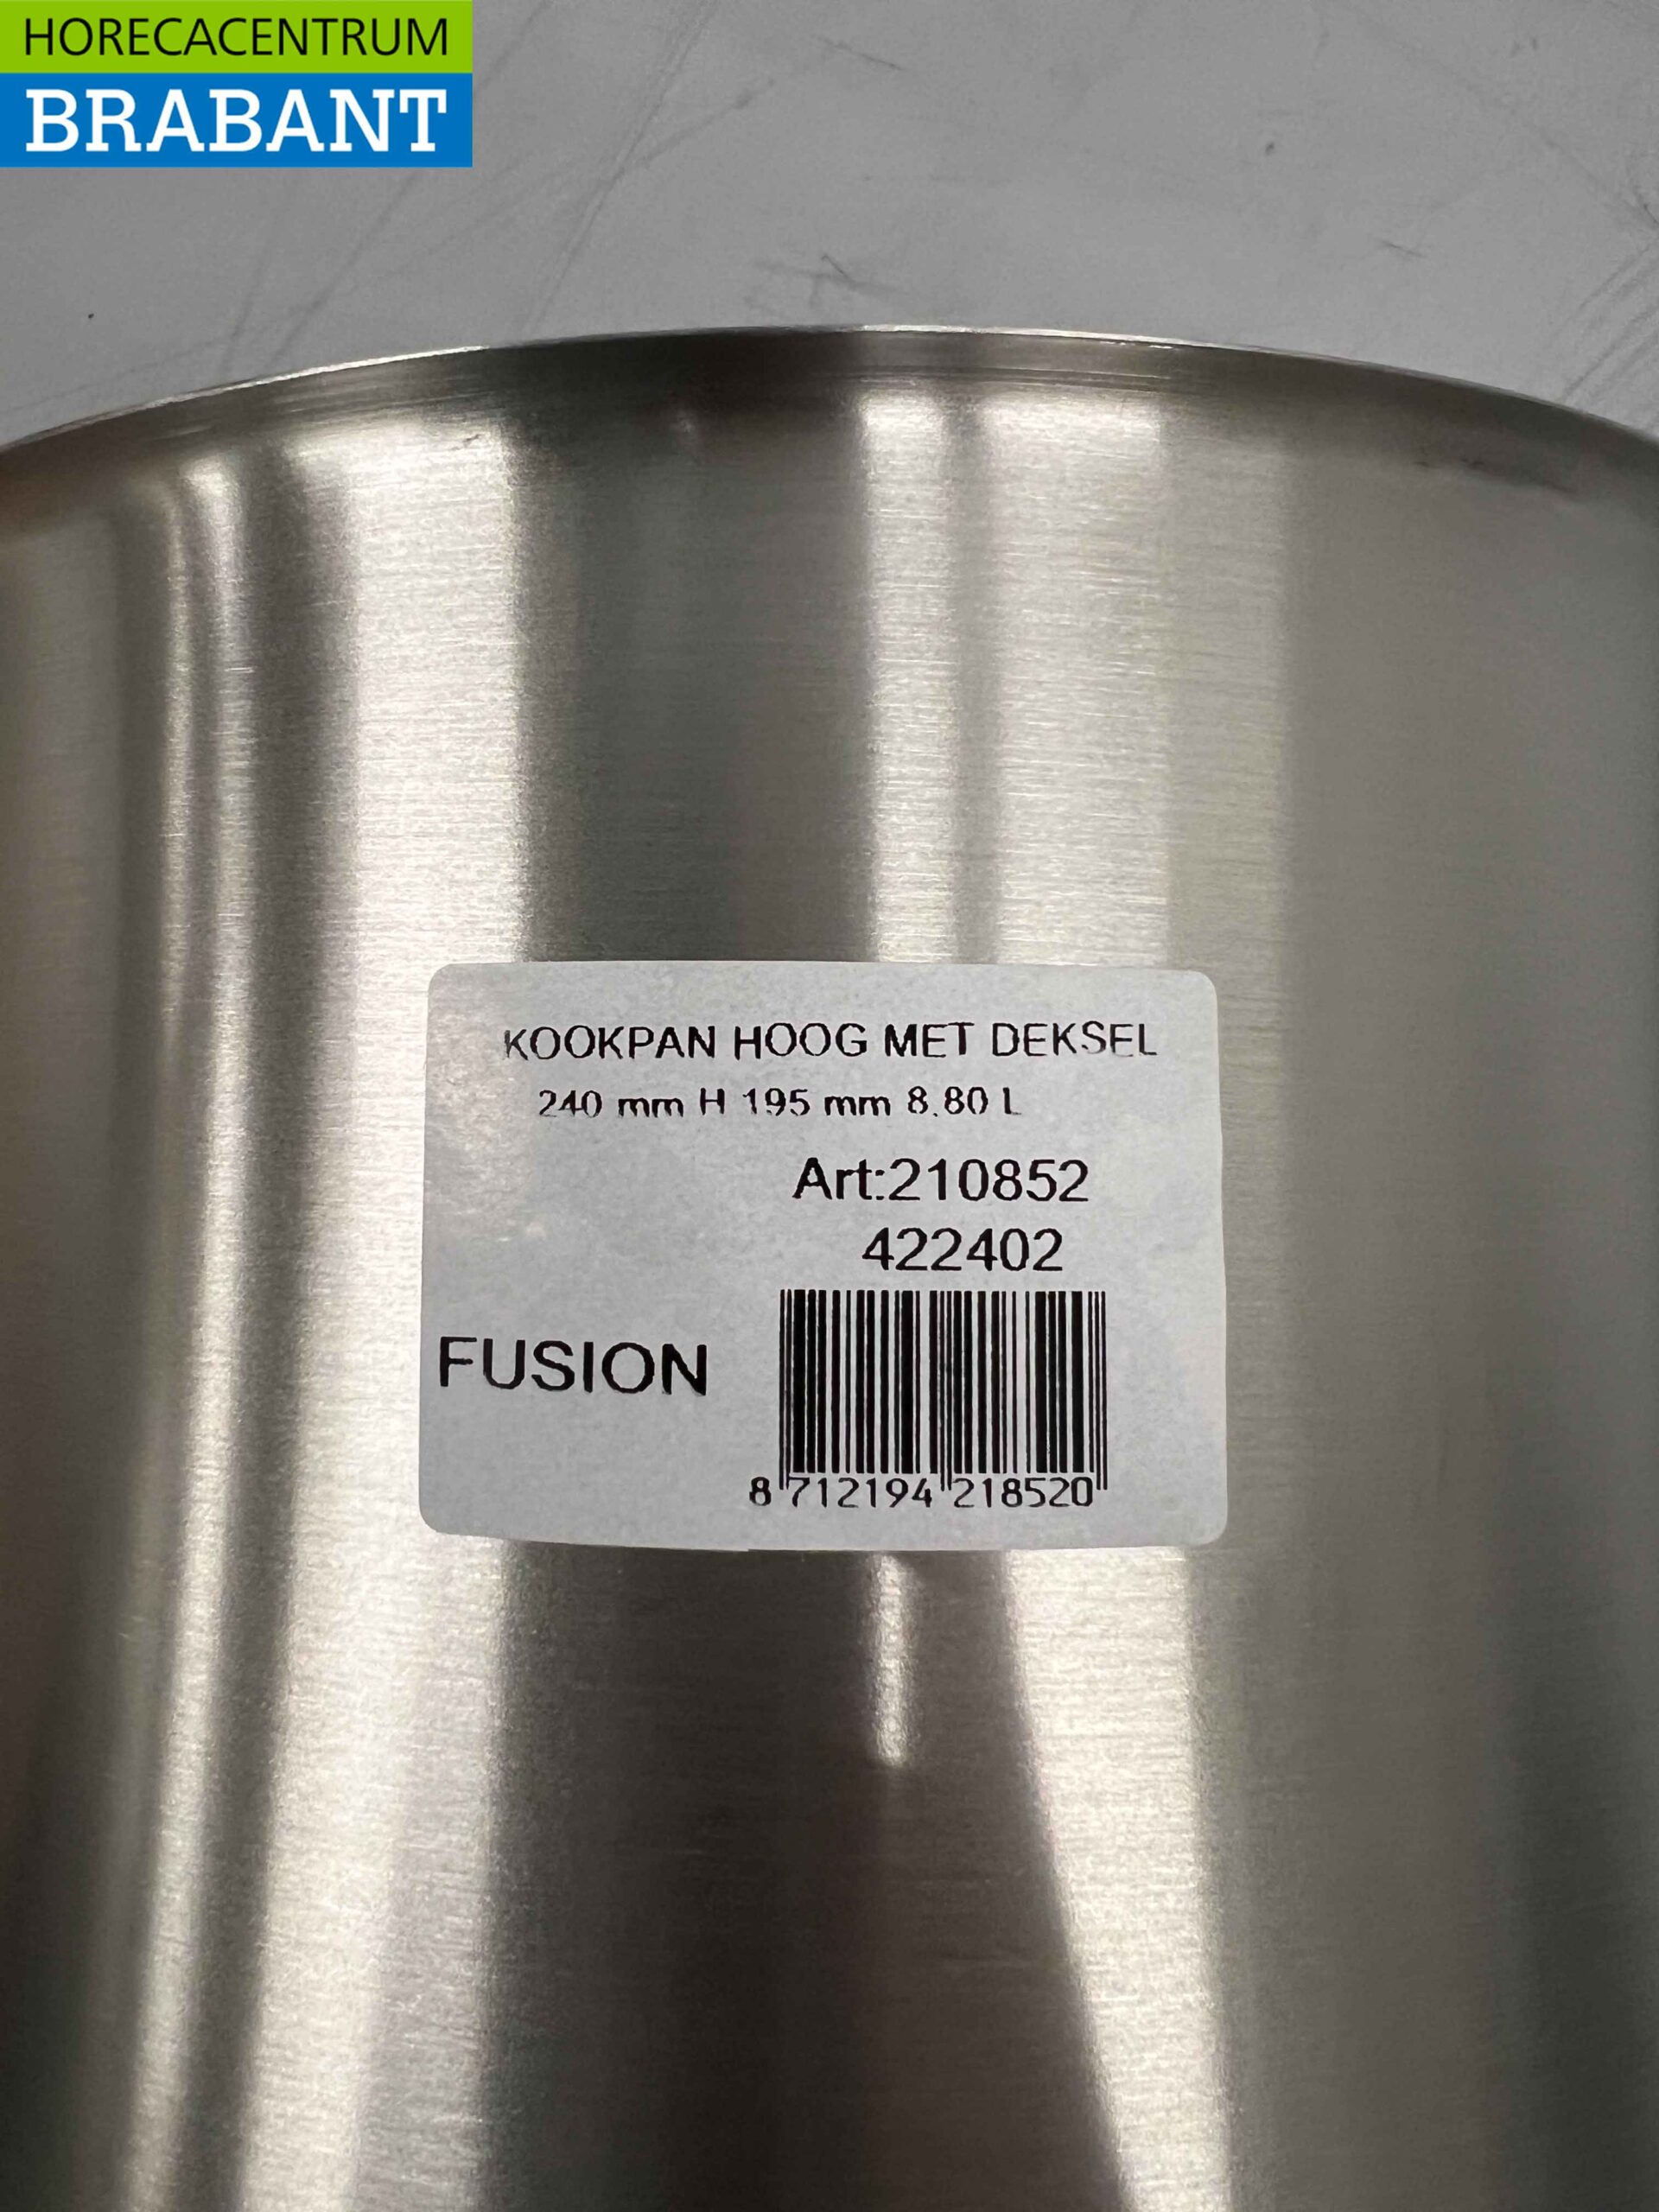 HORECACENTRUM
BRABANT
KOOKPAN HOOG MET DEKSEL
240 mm H 195 mm 8.80 L
Art:210852
422402
FUSION
8 712194 218520